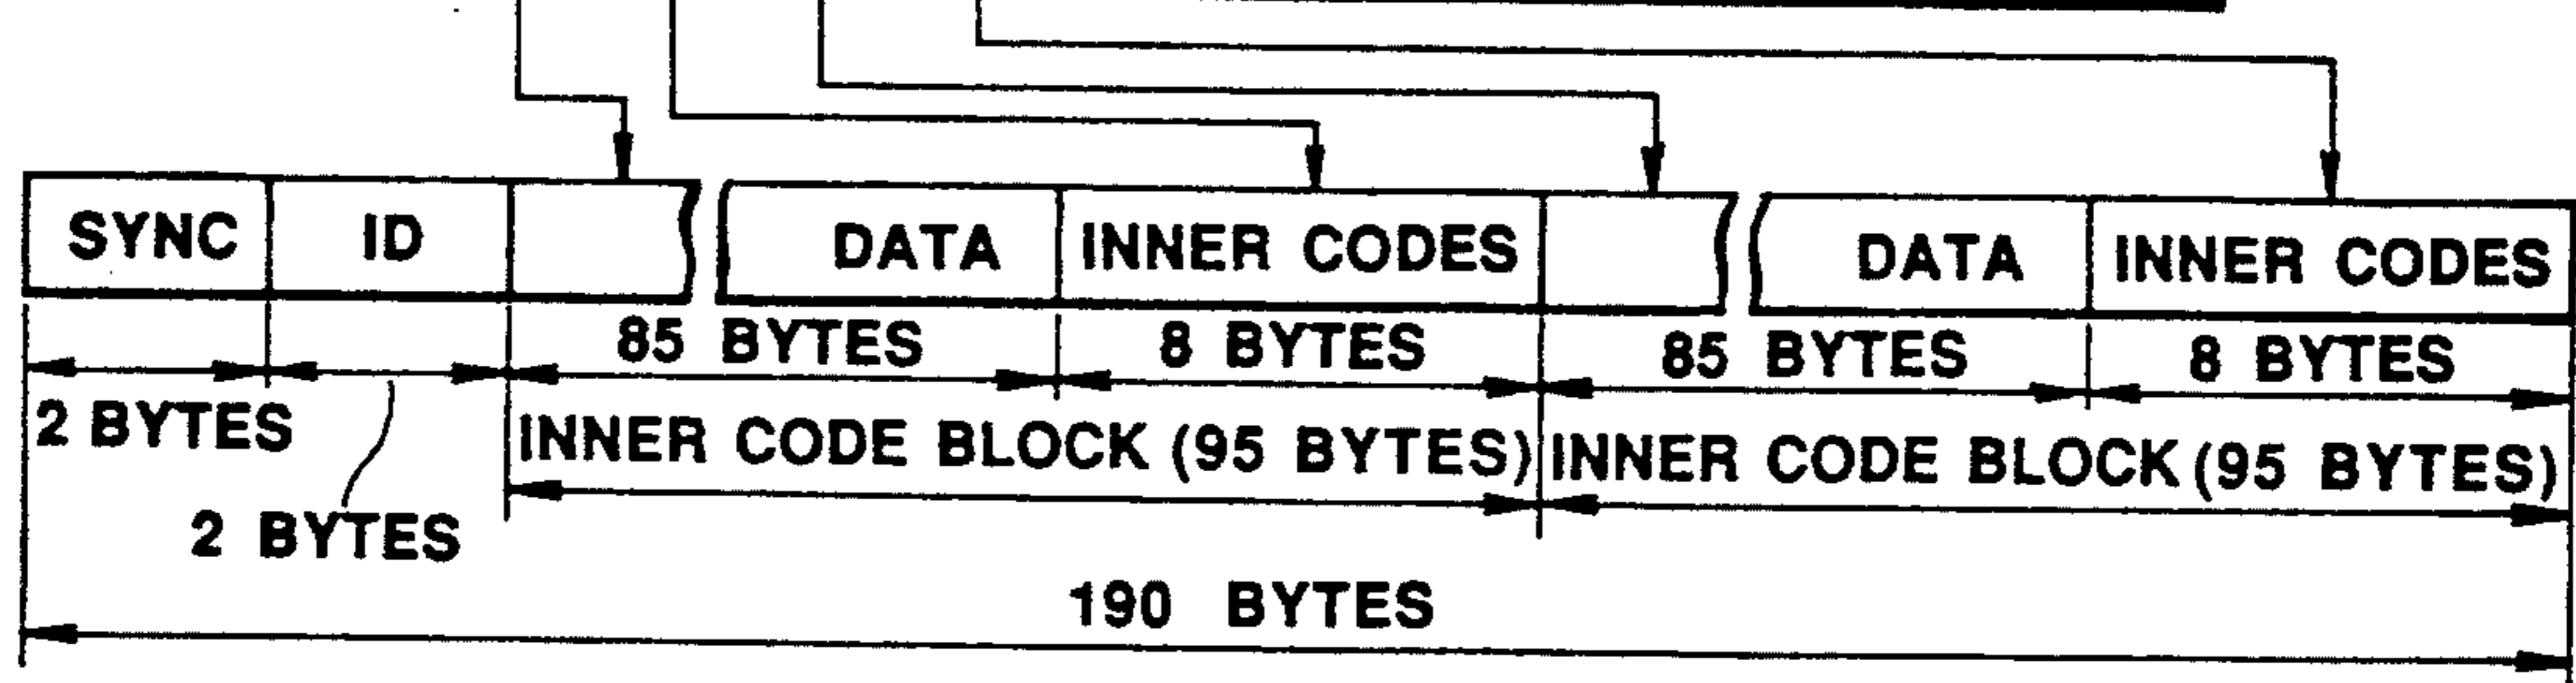 SYNC ID DATA INNER CODES DATA INNER CODES
85 BYTES 8 BYTES 85 BYTES 8 BYTES
2 BYTES INNER CODE BLOCK (95 BYTES) INNER CODE BLOCK (95 BYTES)
2 BYTES
190 BYTES